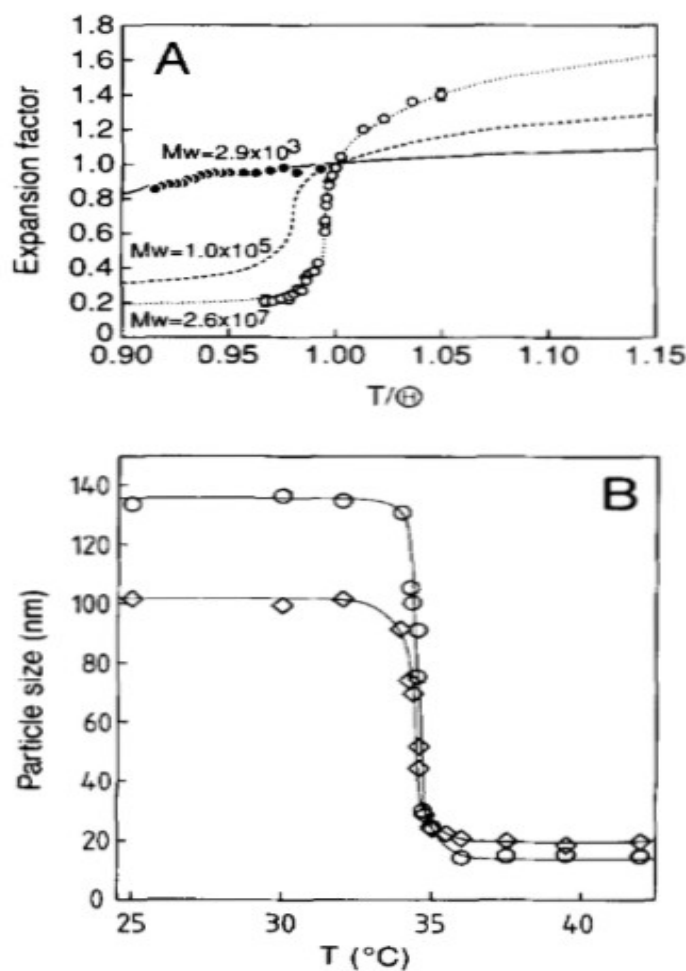 A
1.8
1.6
1.4
1.2
1.0
0.8
0.6
0.4
0.2
0
Expansion factor
Mw=2.9x10³
Mw=1.0x10⁵
Mw=2.6x10⁷
0.90 0.95 1.00 1.05 1.10 1.15
T/Θ
B
140
120
100
80
60
40
20
0
Particle size (nm)
25 30 35 40
T (°C)